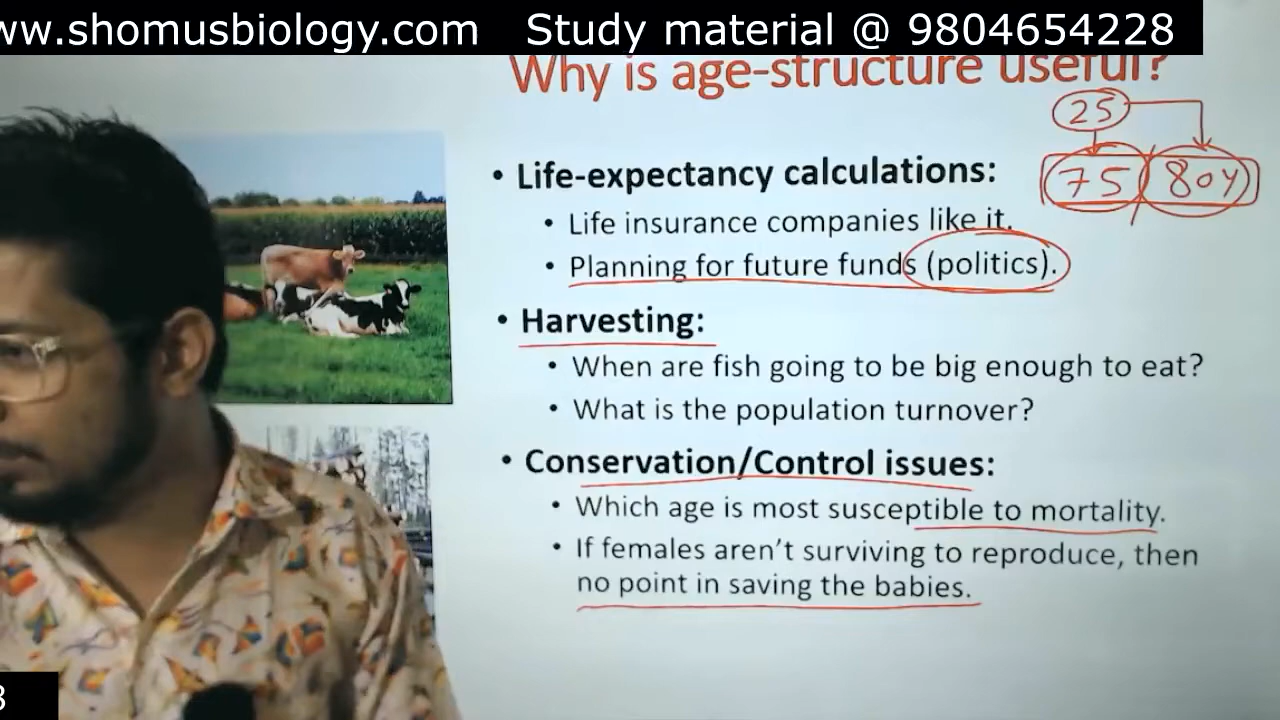 ww.shomusbiology.com Study material @ 9804654228
Why is age-structure useful?
25
75 80y
• Life-expectancy calculations:
• Life insurance companies like it.
• Planning for future funds (politics).
• Harvesting:
• When are fish going to be big enough to eat?
• What is the population turnover?
• Conservation/Control issues:
• Which age is most susceptible to mortality.
• If females aren't surviving to reproduce, then
no point in saving the babies.
8